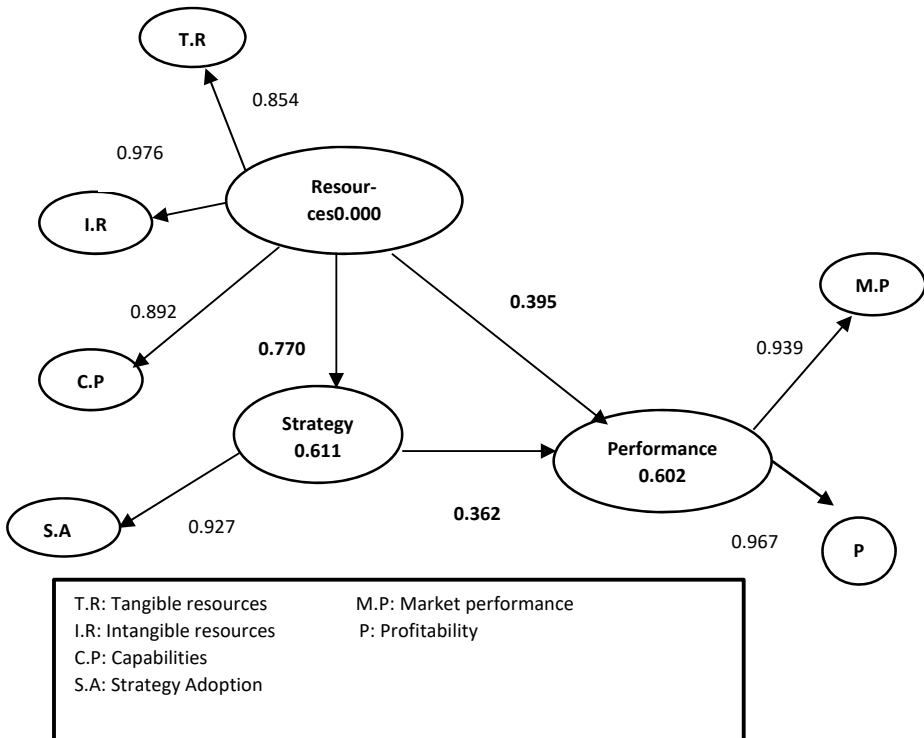 T.R
0.854
0.976
Resour-
ces0.000
I.R
M.P
0.892
0.395
0.770
0.939
C.P
Strategy
0.611
Performance
0.602
S.A
0.927
0.362
0.967
P
T.R: Tangible resources
M.P: Market performance
I.R: Intangible resources
P: Profitability
C.P: Capabilities
S.A: Strategy Adoption